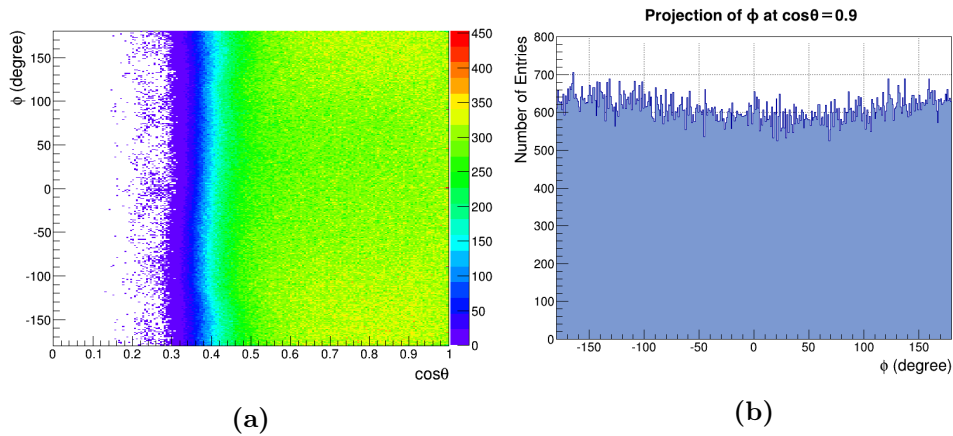 Projection of ϕ at cosθ=0.9
ϕ (degree)
150
100
50
0
-50
-100
-150
0 0.1 0.2 0.3 0.4 0.5 0.6 0.7 0.8 0.9 1
cosθ
450
400
350
300
250
200
150
100
50
0
(a)
Number of Entries
800
700
600
500
400
300
200
100
0
-150 -100 -50 0 50 100 150
ϕ (degree)
(b)